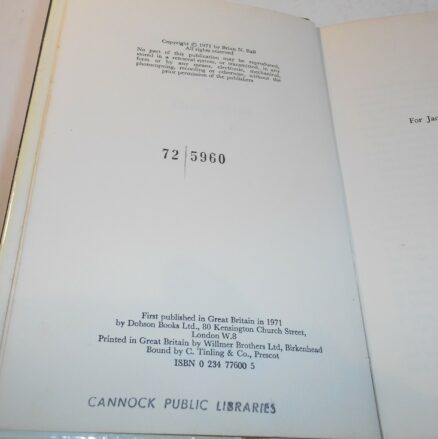 Copyright © 1971 by Brian N. Ball
All rights reserved
No part of this publication may be reproduced,
stored in a retrieval system, or transmitted, in any
form or by any means, electronic, mechanical,
photocopying, recording or otherwise, without the
prior permission of the publishers
72 5960
First published in Great Britain in 1971
by Dobson Books Ltd., 80 Kensington Church Street,
London W.8
Printed in Great Britain by Willmer Brothers Ltd, Birkenhead
Bound by C. Tinling & Co., Prescot
ISBN 0 234 77600 5
CANNOCK PUBLIC LIBRARIES
For Jac